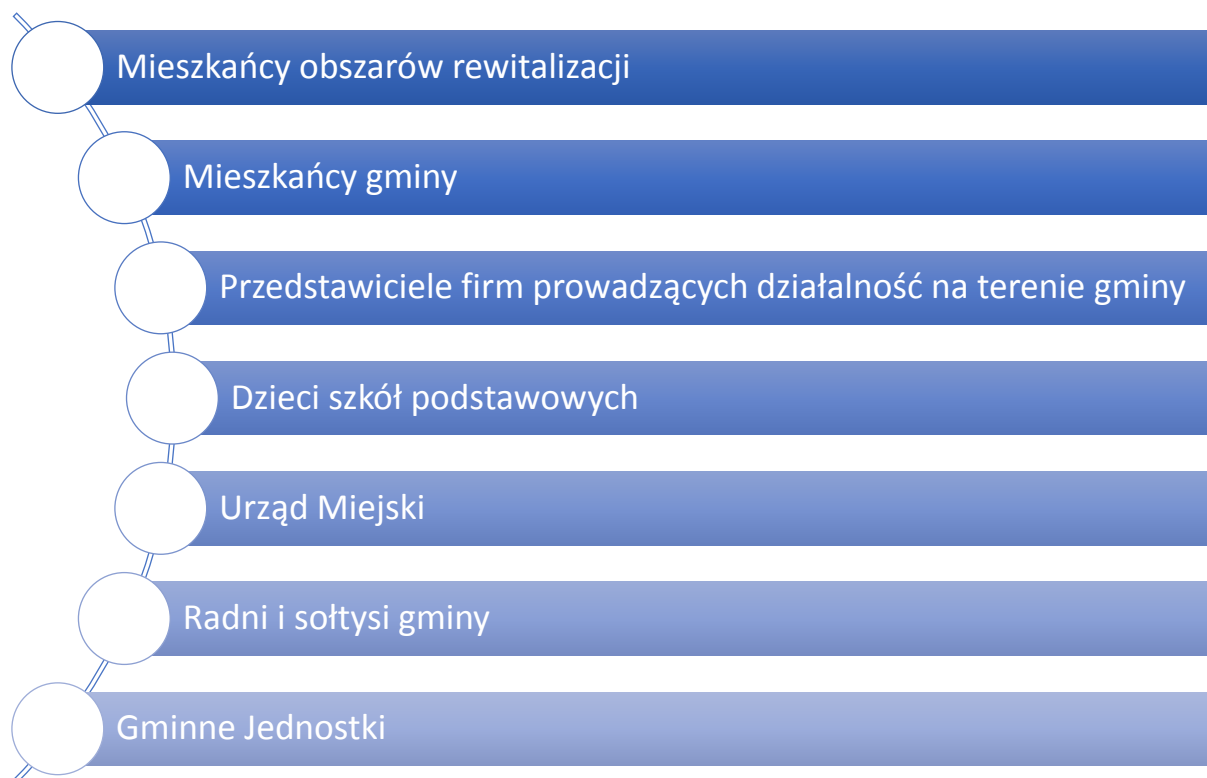 Mieszkańcy obszarów rewitalizacji
Mieszkańcy gminy
Przedstawiciele firm prowadzących działalność na terenie gminy
Dzieci szkół podstawowych
Urząd Miejski
Radni i sołtysi gminy
Gminne Jednostki